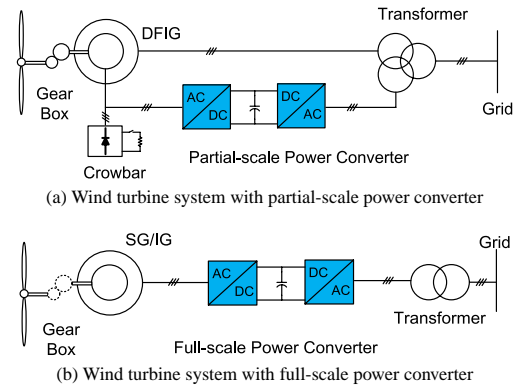 Transformer
DFIG
Gear
Box
AC
DC
DC
AC
Grid
Crowbar
Partial-scale Power Converter
(a) Wind turbine system with partial-scale power converter
SG/IG
Grid
AC
DC
DC
AC
Gear
Box
Transformer
Full-scale Power Converter
(b) Wind turbine system with full-scale power converter